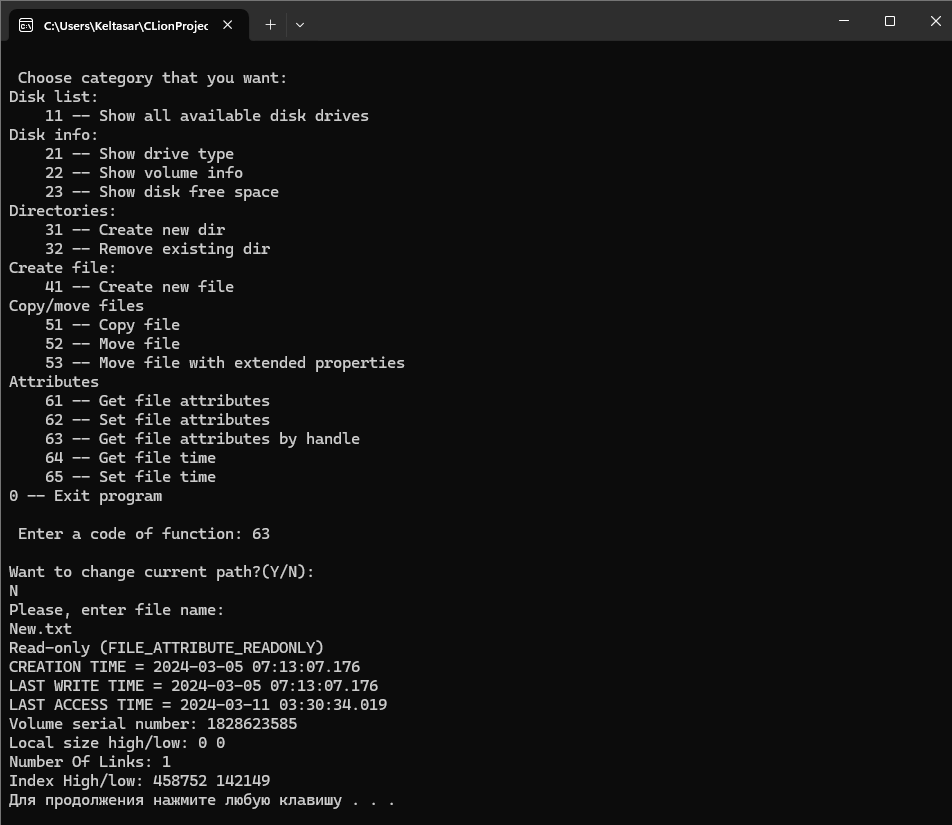 C:\Users\Keltasar\CLionProjec
Choose category that you want:
Disk list:
11 -- Show all available disk drives
Disk info:
21 -- Show drive type
22 -- Show volume info
23 -- Show disk free space
Directories:
31 -- Create new dir
32 -- Remove existing dir
Create file:
41 -- Create new file
Copy/move files
51 -- Copy file
52 -- Move file
53 -- Move file with extended properties
Attributes
61 -- Get file attributes
62 -- Set file attributes
63 -- Get file attributes by handle
64 -- Get file time
65 -- Set file time
0 -- Exit program
Enter a code of function: 63
Want to change current path?(Y/N):
N
Please, enter file name:
New.txt
Read-only (FILE_ATTRIBUTE_READONLY)
CREATION TIME = 2024-03-05 07:13:07.176
LAST WRITE TIME = 2024-03-05 07:13:07.176
LAST ACCESS TIME = 2024-03-11 03:30:34.019
Volume serial number: 1828623585
Local size high/low: 0 0
Number Of Links: 1
Index High/low: 458752 142149
Для продолжения нажмите любую клавишу . . .